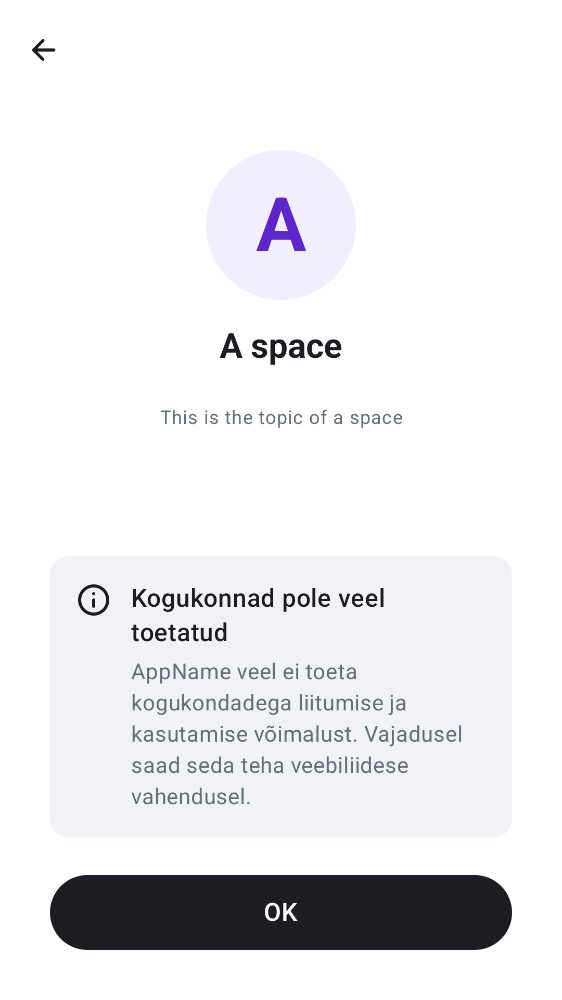 A
A space
This is the topic of a space
Kogukonnad pole veel
toetatud
AppName veel ei toeta
kogukondadega liitumise ja
kasutamise võimalust. Vajadusel
saad seda teha veebiliidese
vahendusel.
OK